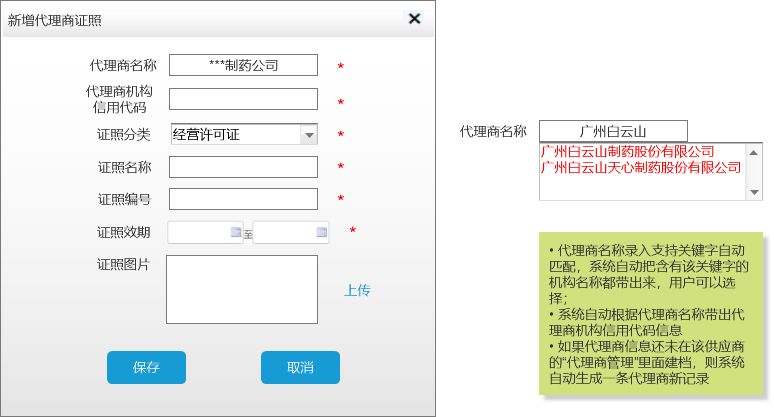 新增代理商证照
代理商名称
***制药公司
*
代理商机构
信用代码
*
证照分类
经营许可证
*
证照名称
*
证照编号
*
证照效期
至
*
证照图片
上传
保存
取消
代理商名称
广州白云山
广州白云山制药股份有限公司
广州白云山天心制药股份有限公司
• 代理商名称录入支持关键字自动
匹配，系统自动把含有该关键字的
机构名称都带出来，用户可以选
择；
• 系统自动根据代理商名称带出代
理商机构信用代码信息
• 如果代理商信息还未在该供应商
的“代理商管理”里面建档，则系统
自动生成一条代理商新记录